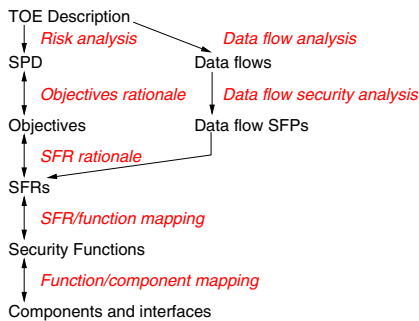 TOE Description
Risk analysis
Data flow analysis
SPD
Data flows
Objectives rationale
Data flow security analysis
Objectives
Data flow SFPs
SFR rationale
SFRs
SFR/function mapping
Security Functions
Function/component mapping
Components and interfaces